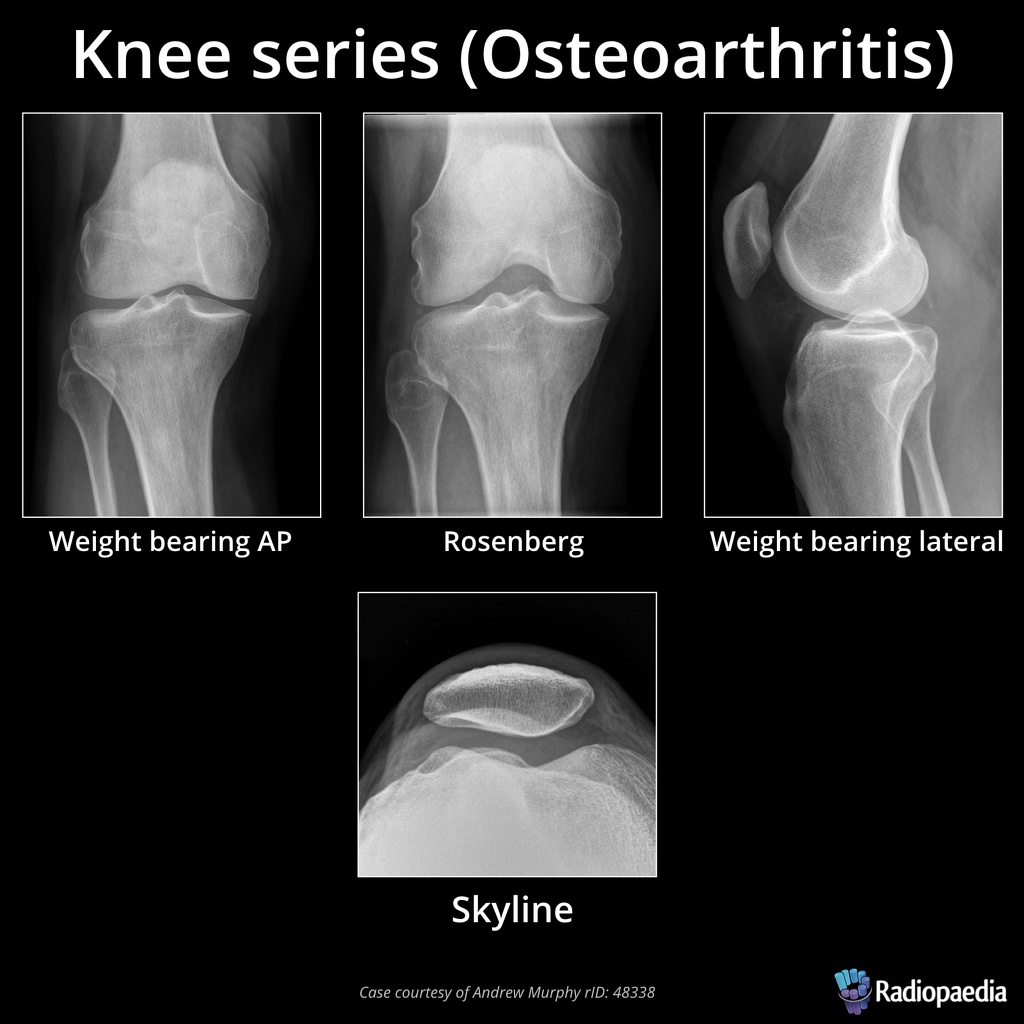 Knee series (Osteoarthritis)
Weight bearing AP
Rosenberg
Weight bearing lateral
Skyline
Case courtesy of Andrew Murphy rID: 48338
Radiopaedia